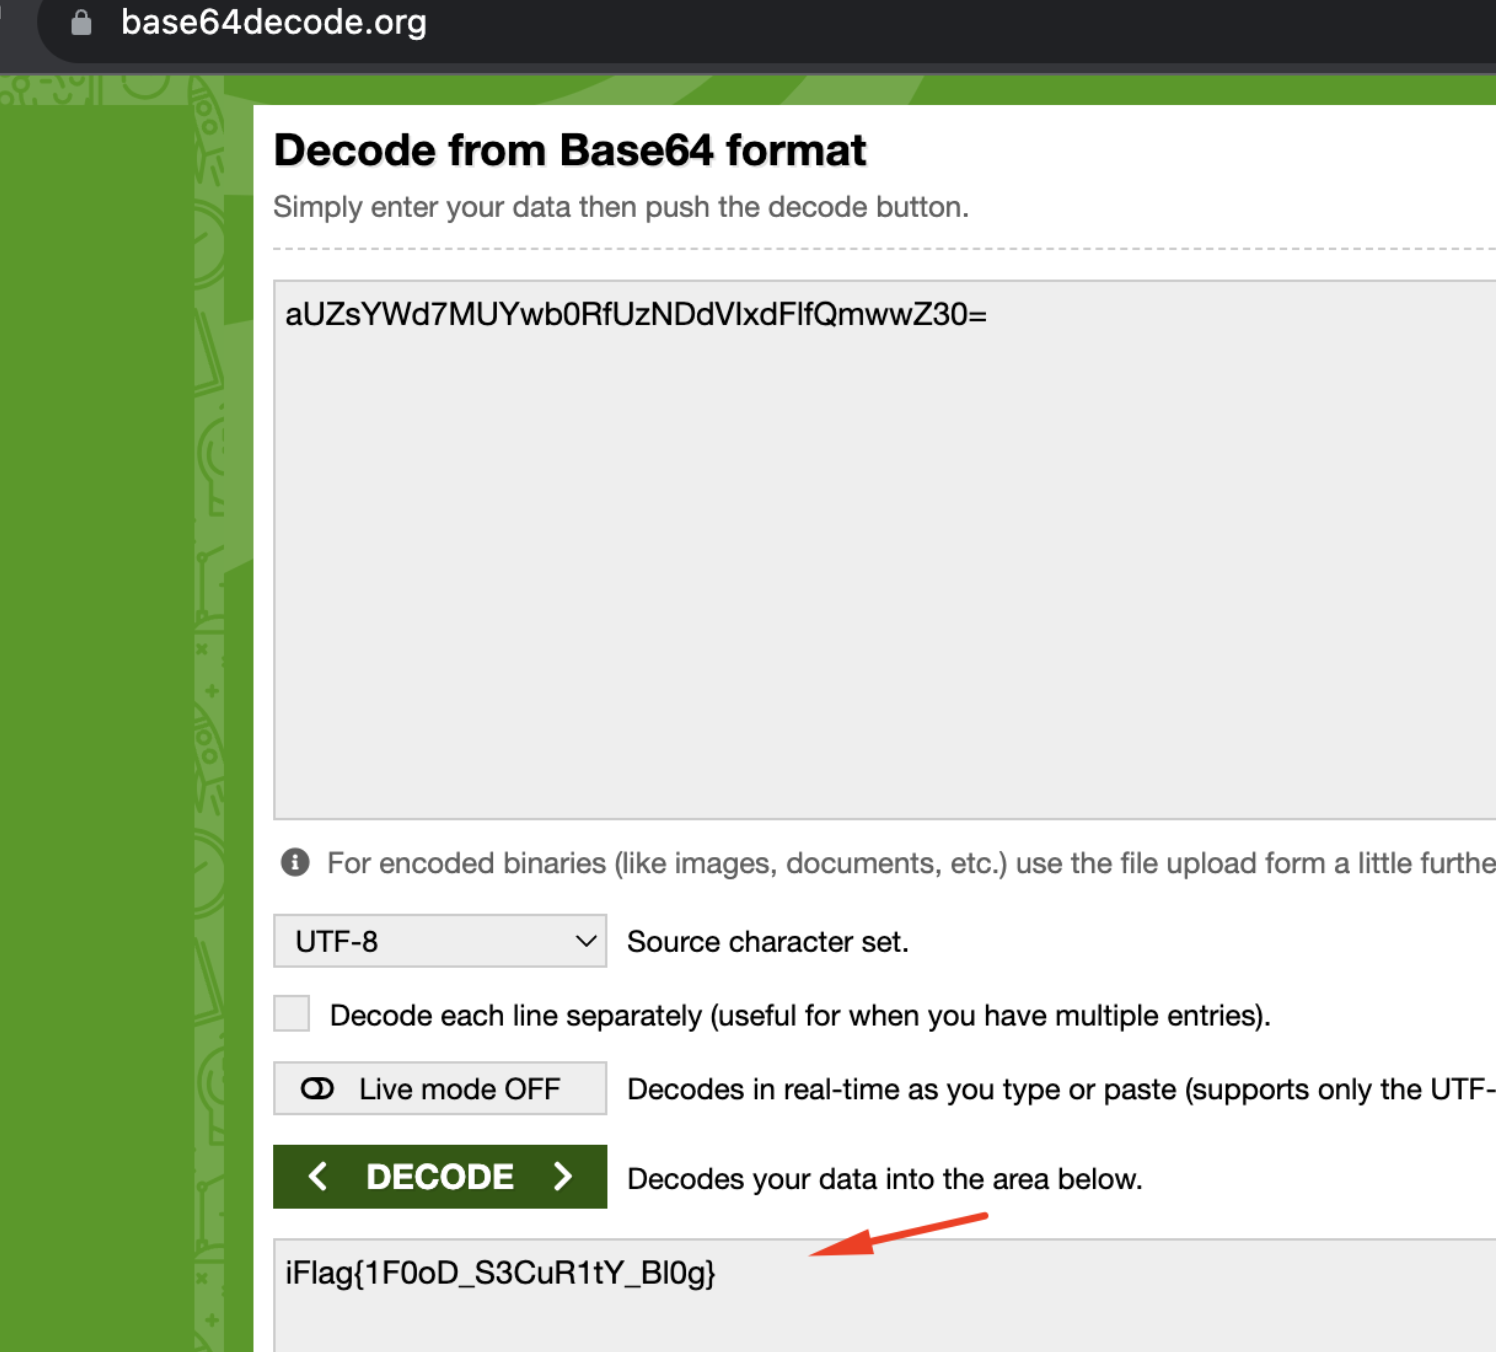 base64decode.org
Decode from Base64 format
Simply enter your data then push the decode button.
aUZsYWd7MUYwb0RfUzNDdVIxdFlfQmwwZ30=
For encoded binaries (like images, documents, etc.) use the file upload form a little furthe
UTF-8 Source character set.
Decode each line separately (useful for when you have multiple entries).
Live mode OFF Decodes in real-time as you type or paste (supports only the UTF-
< DECODE > Decodes your data into the area below.
iFlag{1F0oD_S3CuR1tY_Bl0g}